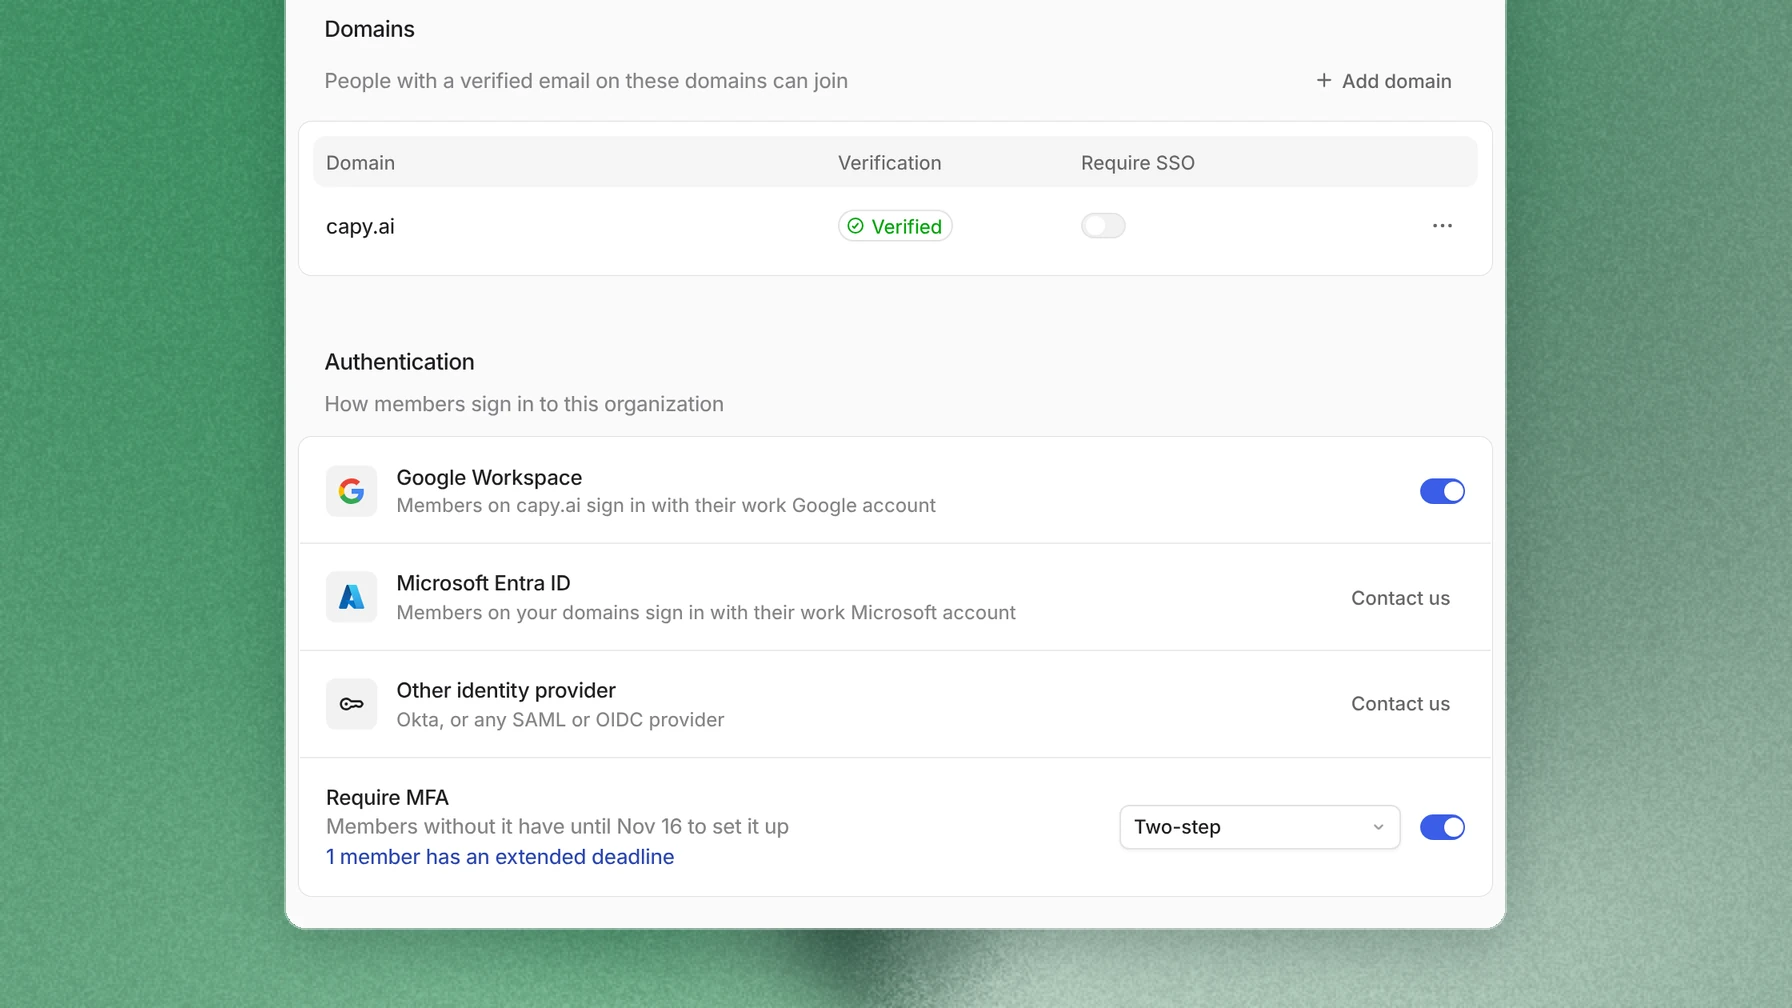 Domains
People with a verified email on these domains can join
+ Add domain
Domain Verification Require SSO
capy.ai Verified
Authentication
How members sign in to this organization
Google Workspace
Members on capy.ai sign in with their work Google account
Microsoft Entra ID
Members on your domains sign in with their work Microsoft account
Contact us
Other identity provider
Okta, or any SAML or OIDC provider
Contact us
Require MFA
Members without it have until Nov 16 to set it up
1 member has an extended deadline
Two-step